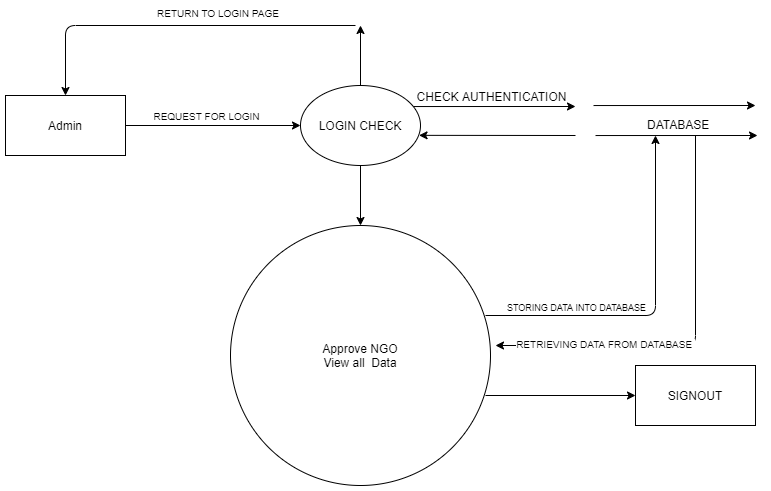 RETURN TO LOGIN PAGE
CHECK AUTHENTICATION
REQUEST FOR LOGIN
Admin
LOGIN CHECK
DATABASE
STORING DATA INTO DATABASE
RETRIEVING DATA FROM DATABASE
Approve NGO
View all Data
SIGNOUT